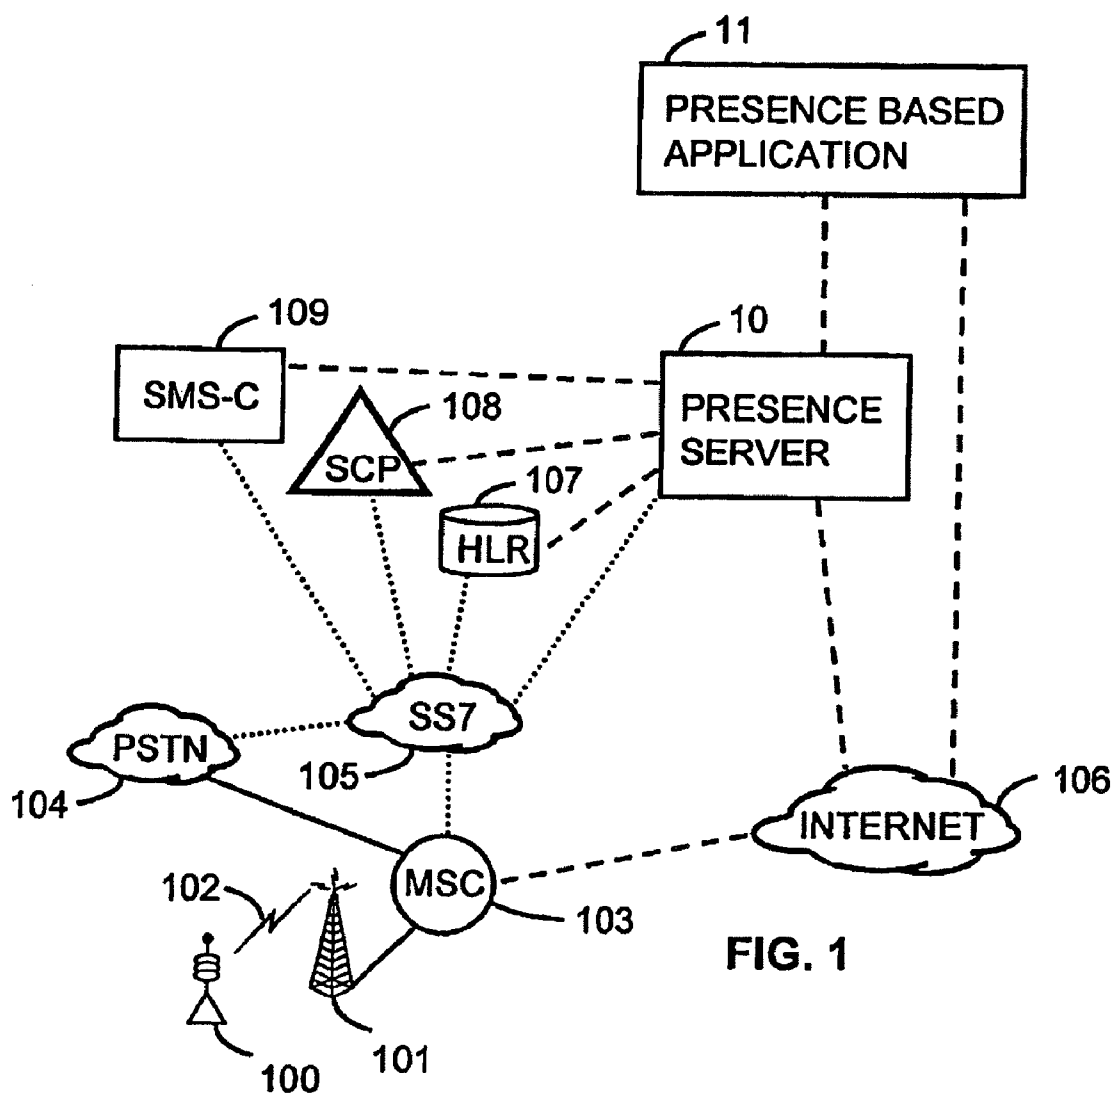 11
PRESENCE BASED
APPLICATION
109
10
SMS-C
108
PRESENCE
SERVER
SCP
107
HLR
SS7
PSTN
105
104
106
INTERNET
MSC
102
103
FIG. 1
101
100